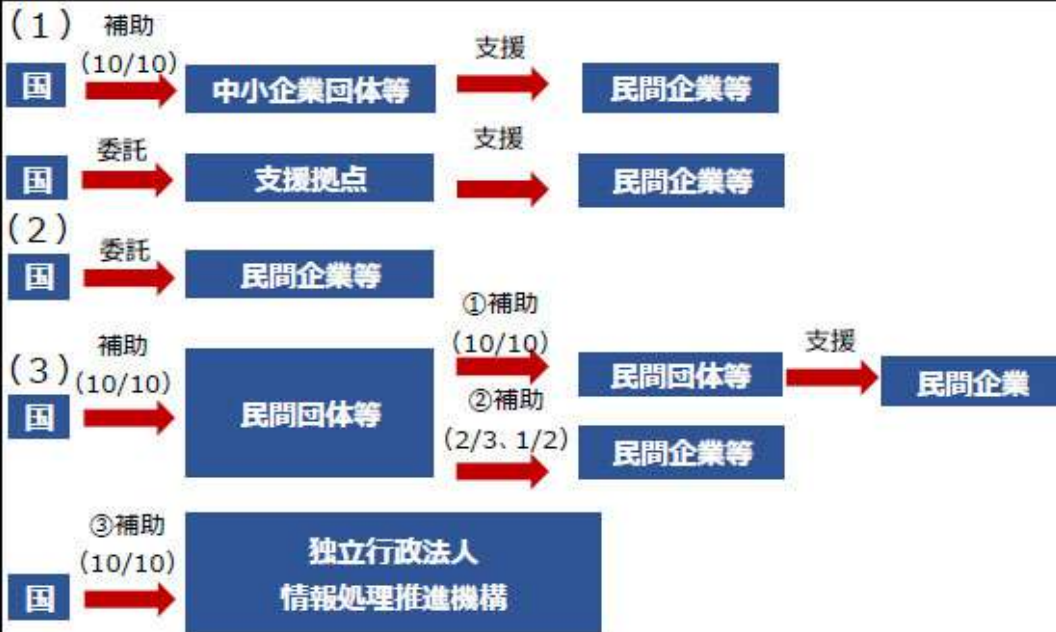 (1) 補助
(10/10)
支援
国
中小企業団体等
民間企業等
委託
支援
国
支援拠点
民間企業等
(2)
委託
国
民間企業等
①補助
(10/10)
補助
(3)(10/10)
国
民間団体等
民間団体等
支援
民間企業
②補助
(2/3、1/2)
民間企業等
③補助
(10/10)
国
独立行政法人
情報処理推進機構